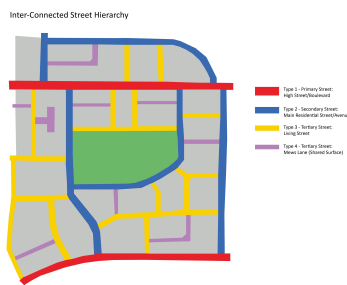 Inter-Connected Street Hierarchy
Type 1 - Primary Street:
High Street/Boulevard
Type 2 - Secondary Street:
Main Residential Street/Avenu
Type 3 - Tertiary Street:
Living Street
Type 4 - Tertiary Street:
Mews Lane (Shared Surface)